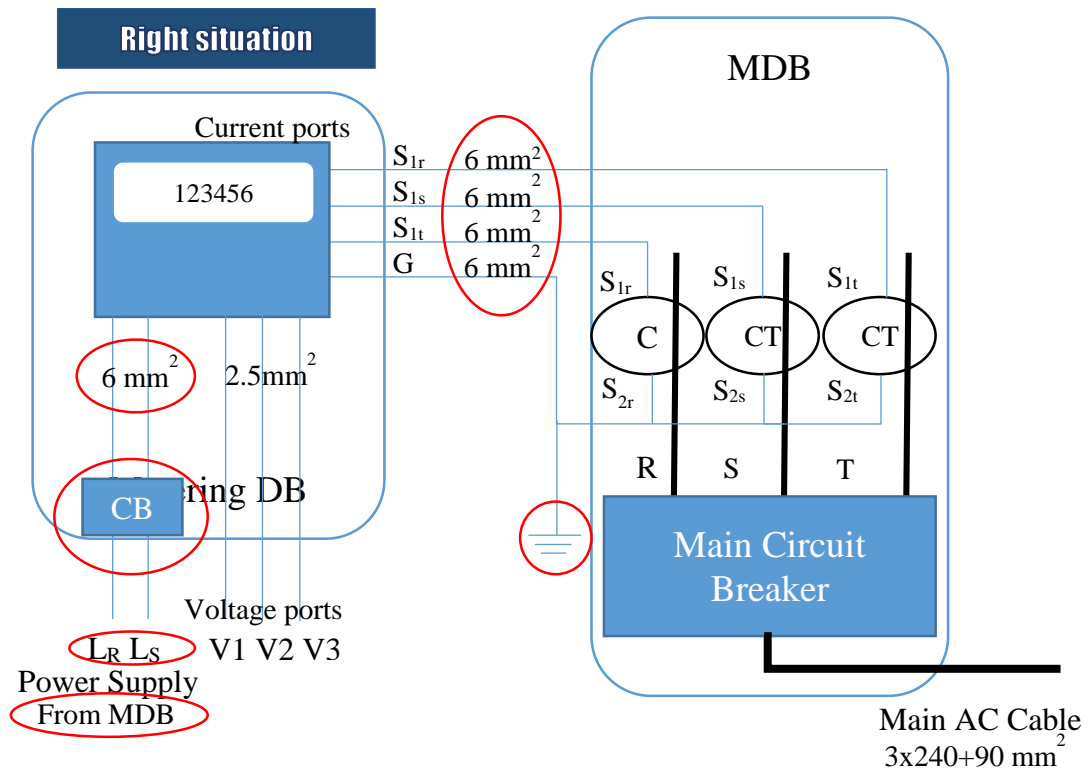 Right situation
MDB
Current ports
123456
S1r 6 mm²
S1s 6 mm²
S1t 6 mm²
G 6 mm²
S1r S1s S1t
C CT CT
6 mm² 2.5mm²
S2r S2s S2t
R S T
ering DB
CB
Main Circuit
Breaker
Voltage ports
LR LS V1 V2 V3
Power Supply
From MDB
Main AC Cable
3x240+90 mm²